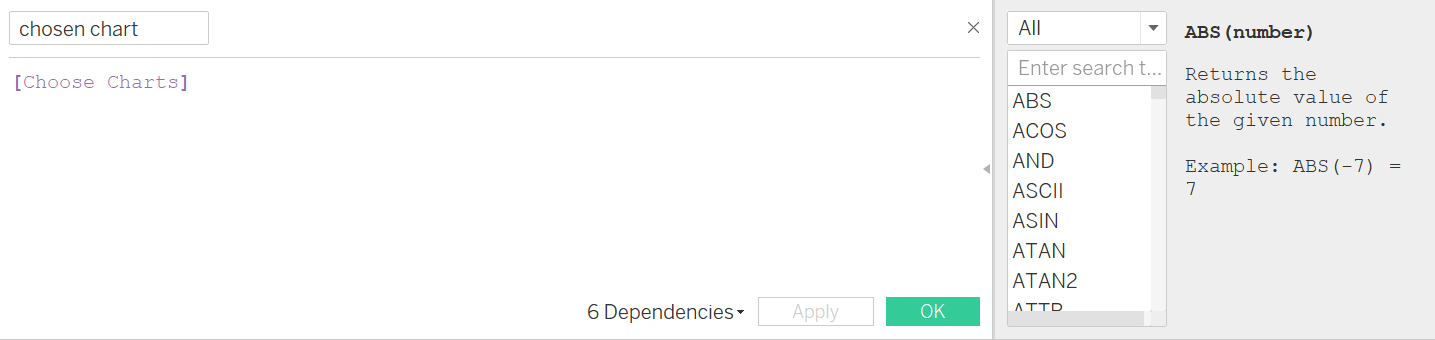 chosen chart
[Choose Charts]
6 Dependencies
Apply
OK
All
Enter search t...
ABS
ACOS
AND
ASCII
ASIN
ATAN
ATAN2
ATTR
ABS(number)
Returns the
absolute value of
the given number.
Example: ABS(-7) =
7